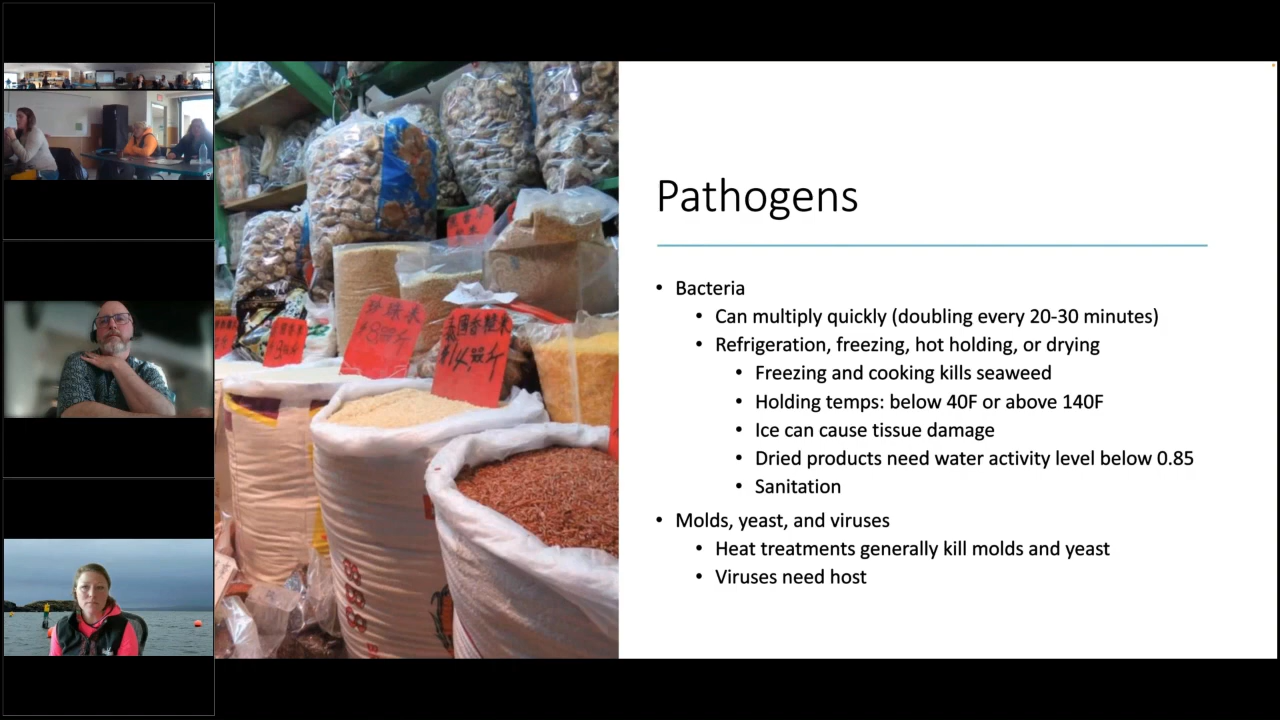 珍珠米
Pathogens
• Bacteria
• Can multiply quickly (doubling every 20-30 minutes)
• Refrigeration, freezing, hot holding, or drying
• Freezing and cooking kills seaweed
• Holding temps: below 40F or above 140F
• Ice can cause tissue damage
• Dried products need water activity level below 0.85
• Sanitation
• Molds, yeast, and viruses
• Heat treatments generally kill molds and yeast
• Viruses need host